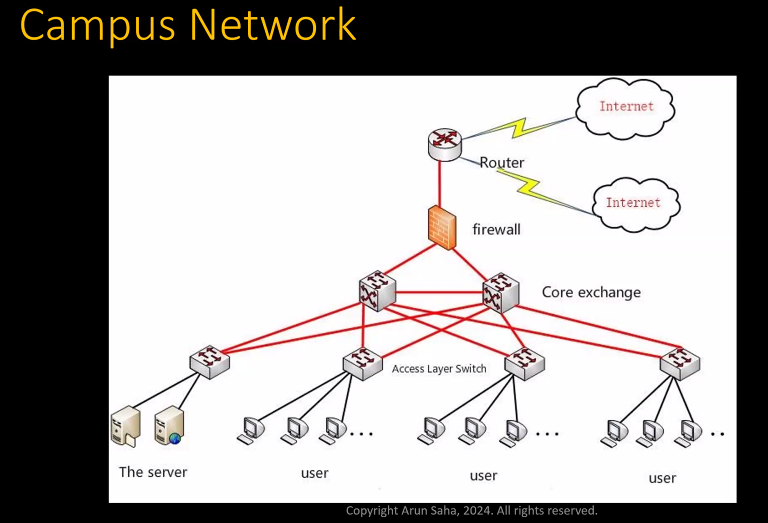 Campus Network
Internet
Router
Internet
firewall
Core exchange
Access Layer Switch
The server
user
user
user
Copyright Arun Saha, 2024. All rights reserved.